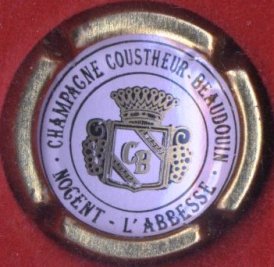 CHAMPAGNE COUSTHEUR-BEAUDOUIN
CB
· NOGENT - L'ABBESSE ·